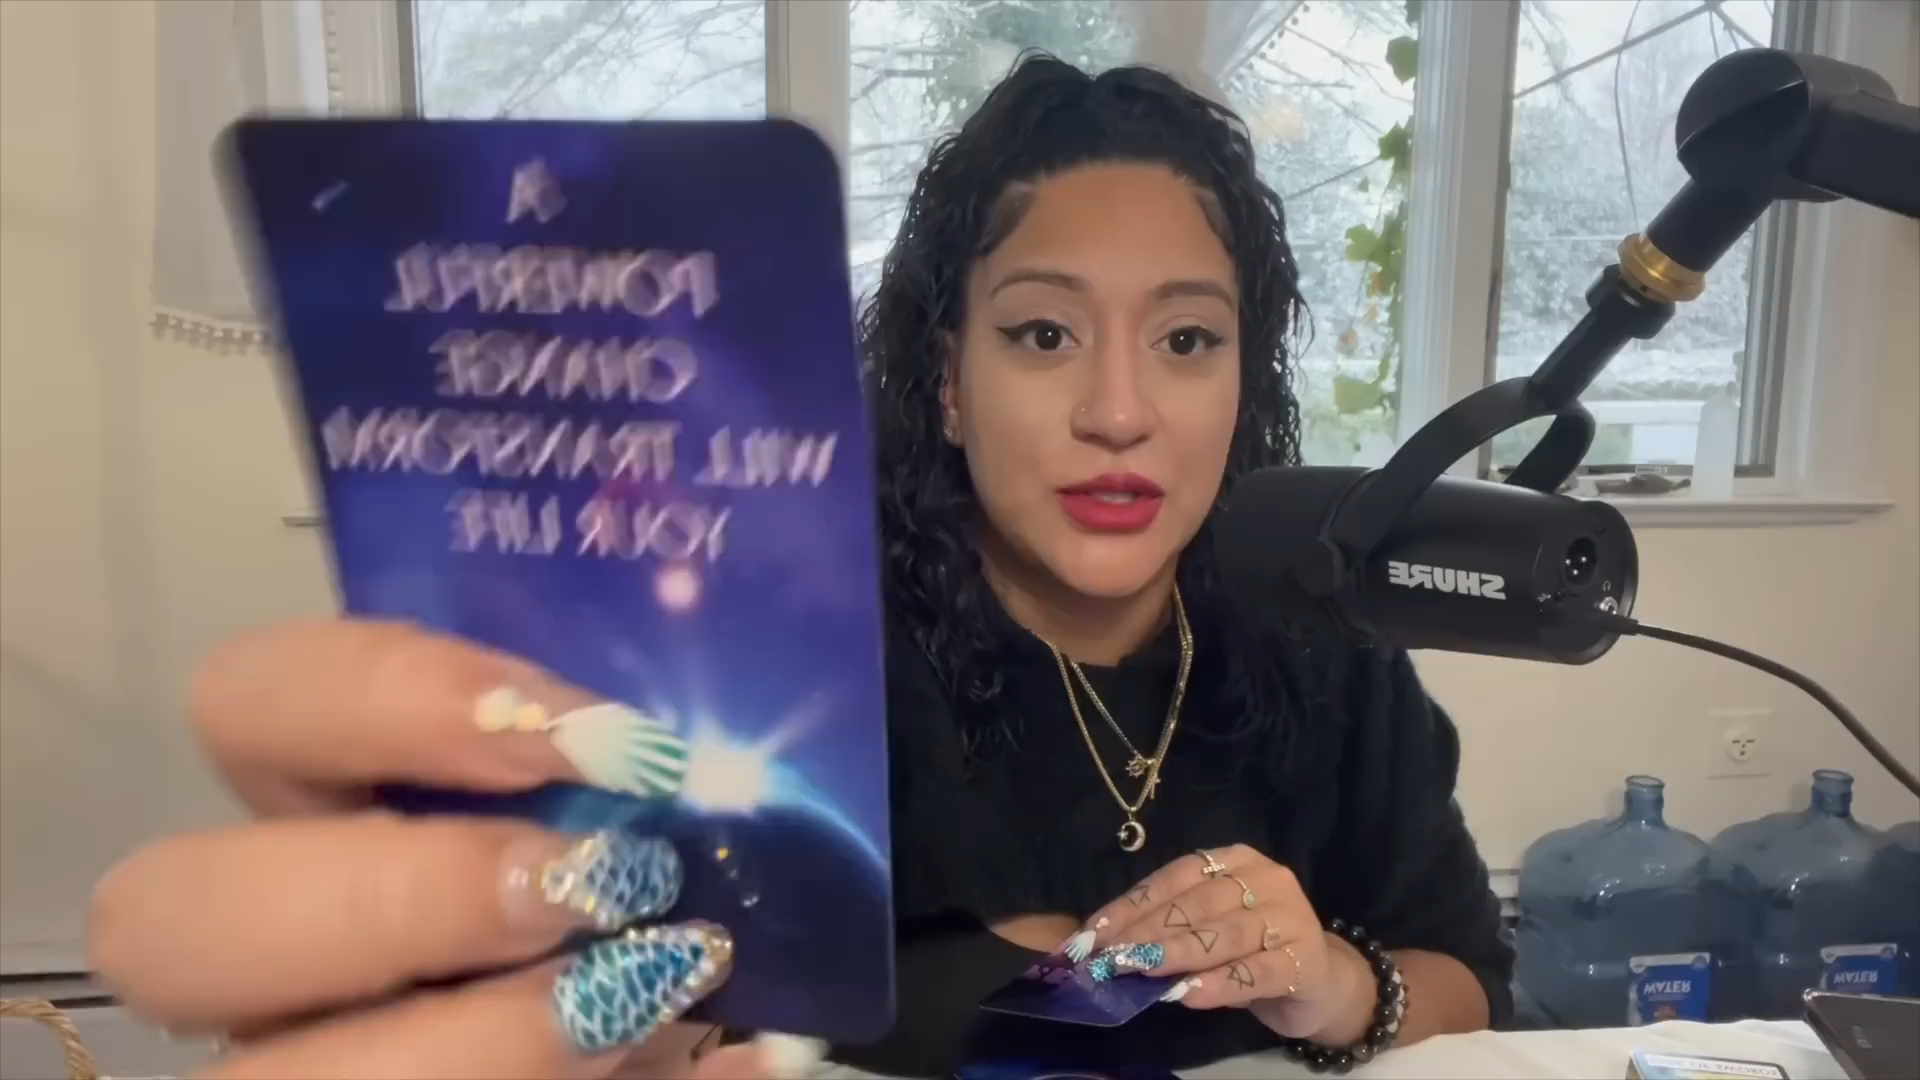 A
POWERFUL
CHANGE
WILL TRANSFORM
YOUR LIFE
SHURE
WATER
WATER